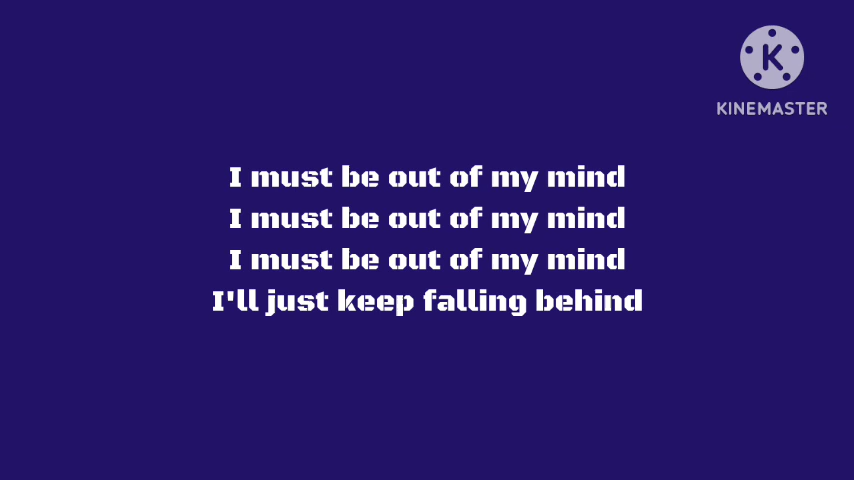 K
KINEMASTER
I must be out of my mind
I must be out of my mind
I must be out of my mind
I'll just keep falling behind